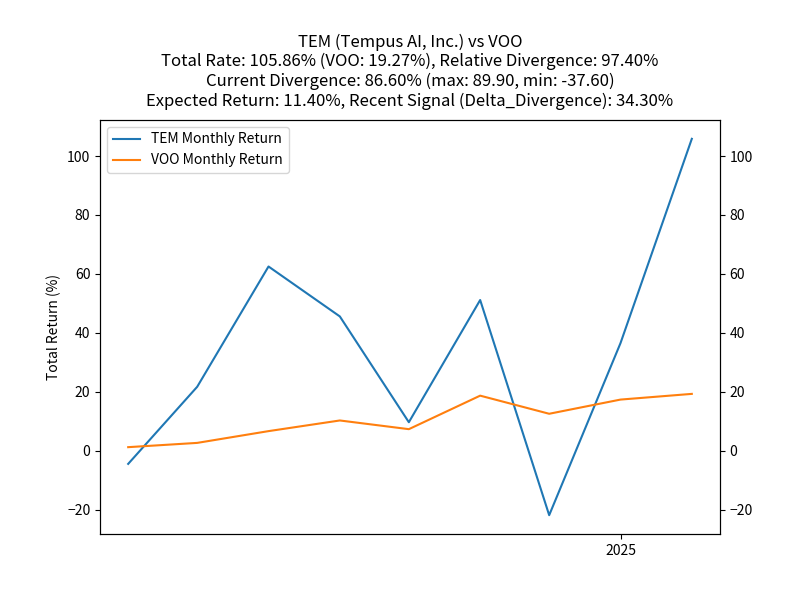 TEM (Tempus AI, Inc.) vs VOO
Total Rate: 105.86% (VOO: 19.27%), Relative Divergence: 97.40%
Current Divergence: 86.60% (max: 89.90, min: -37.60)
Expected Return: 11.40%, Recent Signal (Delta_Divergence): 34.30%
TEM Monthly Return
VOO Monthly Return
Total Return (%)
100
80
60
40
20
0
−20
100
80
60
40
20
0
−20
2025